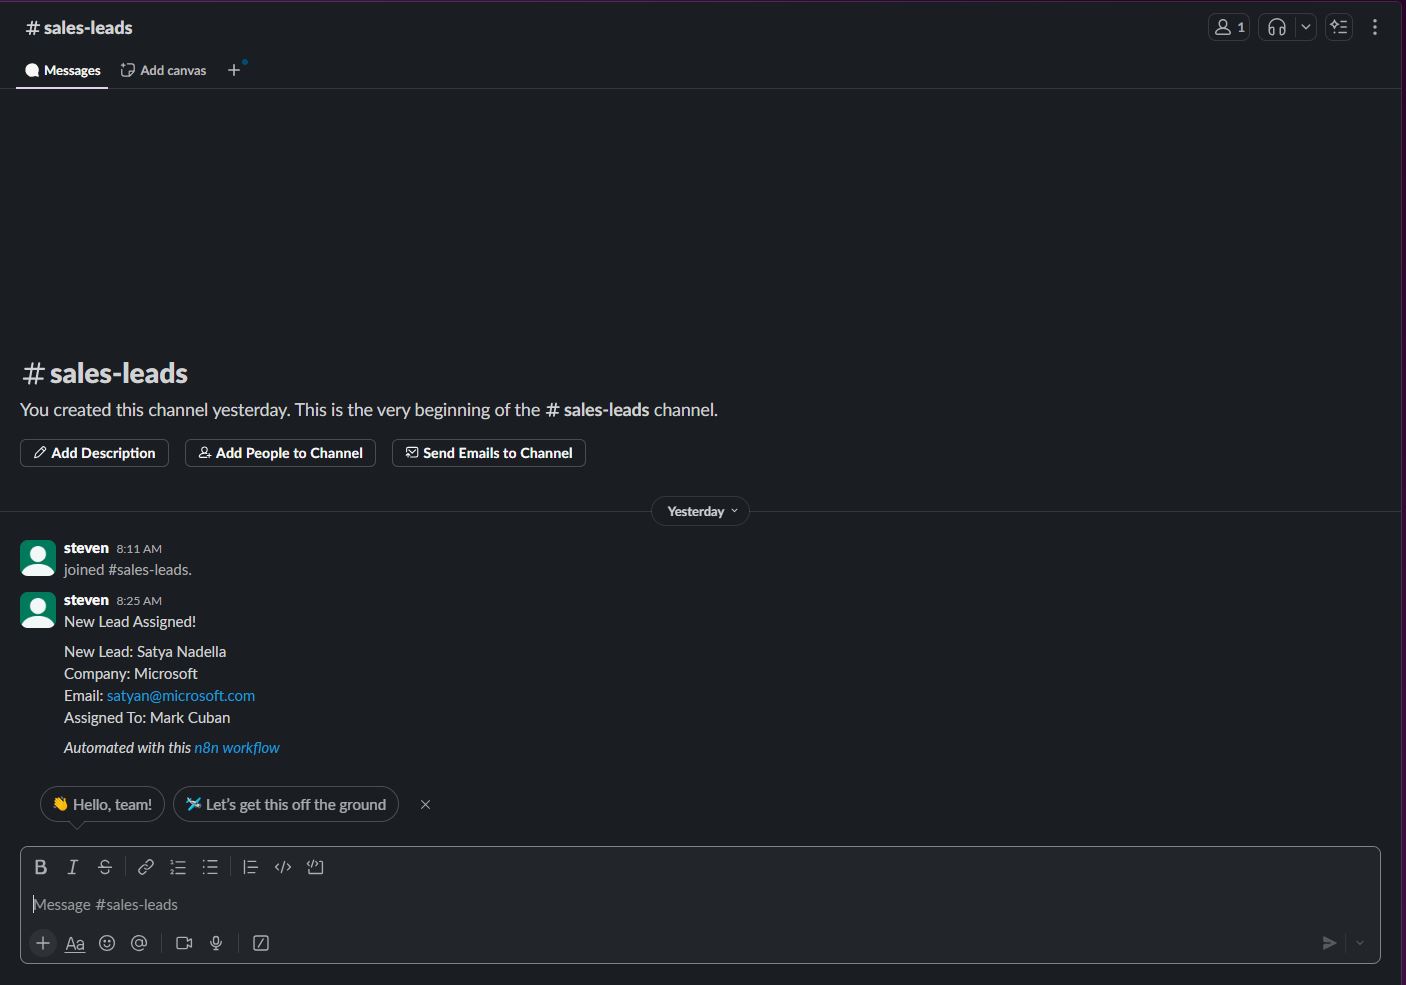 # sales-leads
1
Messages
Add canvas
# sales-leads
You created this channel yesterday. This is the very beginning of the # sales-leads channel.
Add Description
Add People to Channel
Send Emails to Channel
Yesterday
steven 8:11 AM
joined #sales-leads.
steven 8:25 AM
New Lead Assigned!
New Lead: Satya Nadella
Company: Microsoft
Email: satyan@microsoft.com
Assigned To: Mark Cuban
Automated with this n8n workflow
👋 Hello, team!
Let's get this off the ground
B I S
Message #sales-leads
Aa